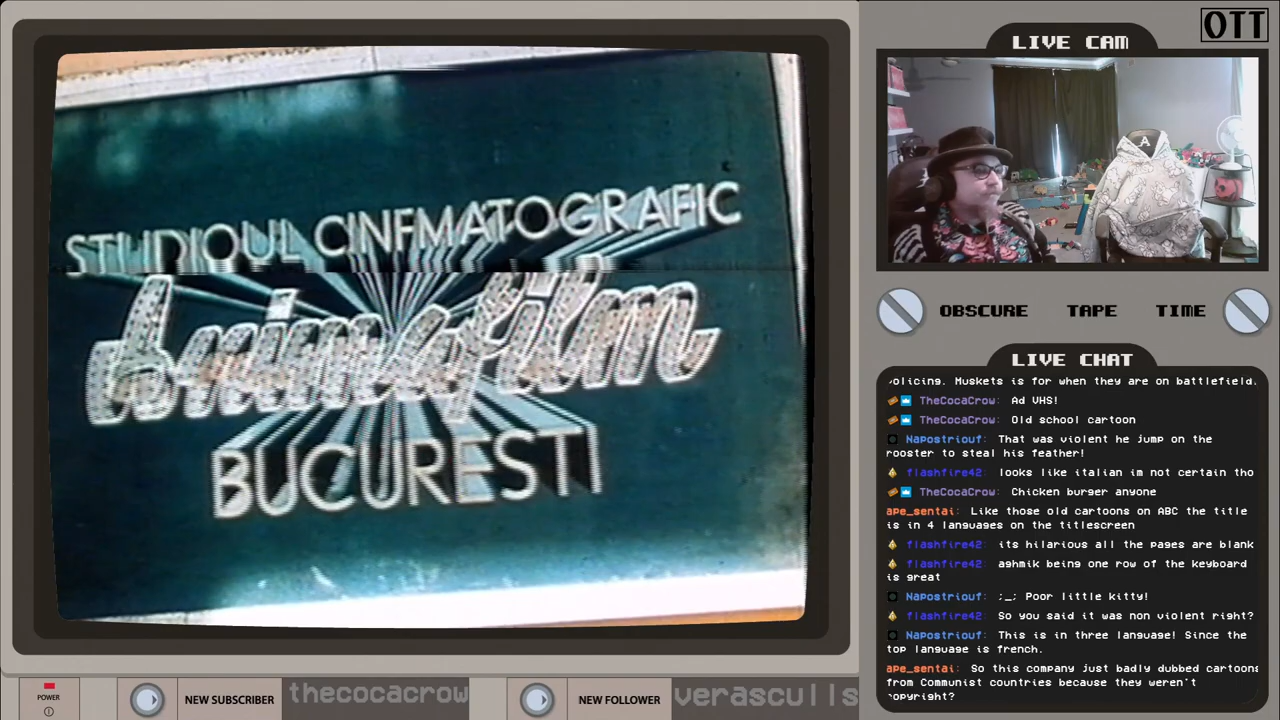 STUDIOUL CINEMATOGRAFIC
animafilm
BUCURESTI
OTT
LIVE CAM
A
OBSCURE TAPE TIME
LIVE CHAT
policing. Muskets is for when they are on battlefield.
TheCocaCrow: Ad VHS!
TheCocaCrow: Old school cartoon
Napostriouf: That was violent he jump on the
rooster to steal his feather!
flashfire42: looks like italian im not certain tho
TheCocaCrow: Chicken burger anyone
ape_sentai: Like those old cartoons on ABC the title
is in 4 languages on the titlescreen
flashfire42: its hilarious all the pages are blank
flashfire42: aghmik being one row of the keyboard
is great
Napostriouf: ;_; Poor little kitty!
flashfire42: So you said it was non violent right?
Napostriouf: This is in three language! Since the
top language is french.
ape_sentai: So this company just badly dubbed cartoons
from Communist countries because they weren't
copyright?
POWER
NEW SUBSCRIBER
thecocacrow
NEW FOLLOWER
verasculls